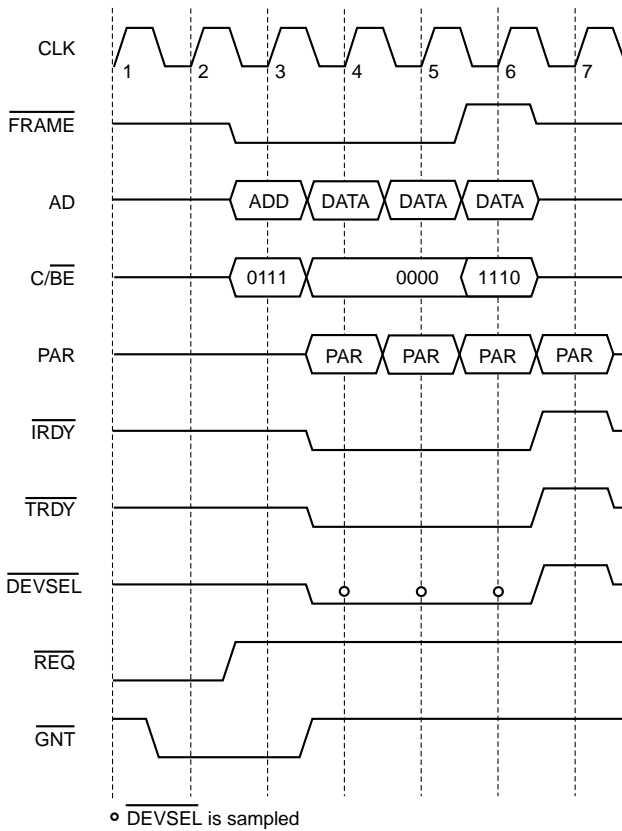 CLK
1 2 3 4 5 6 7
FRAME
AD ADD DATA DATA DATA
C/BE 0111 0000 1110
PAR PAR PAR PAR PAR
IRDY
TRDY
DEVSEL
REQ
GNT
DEVSEL is sampled